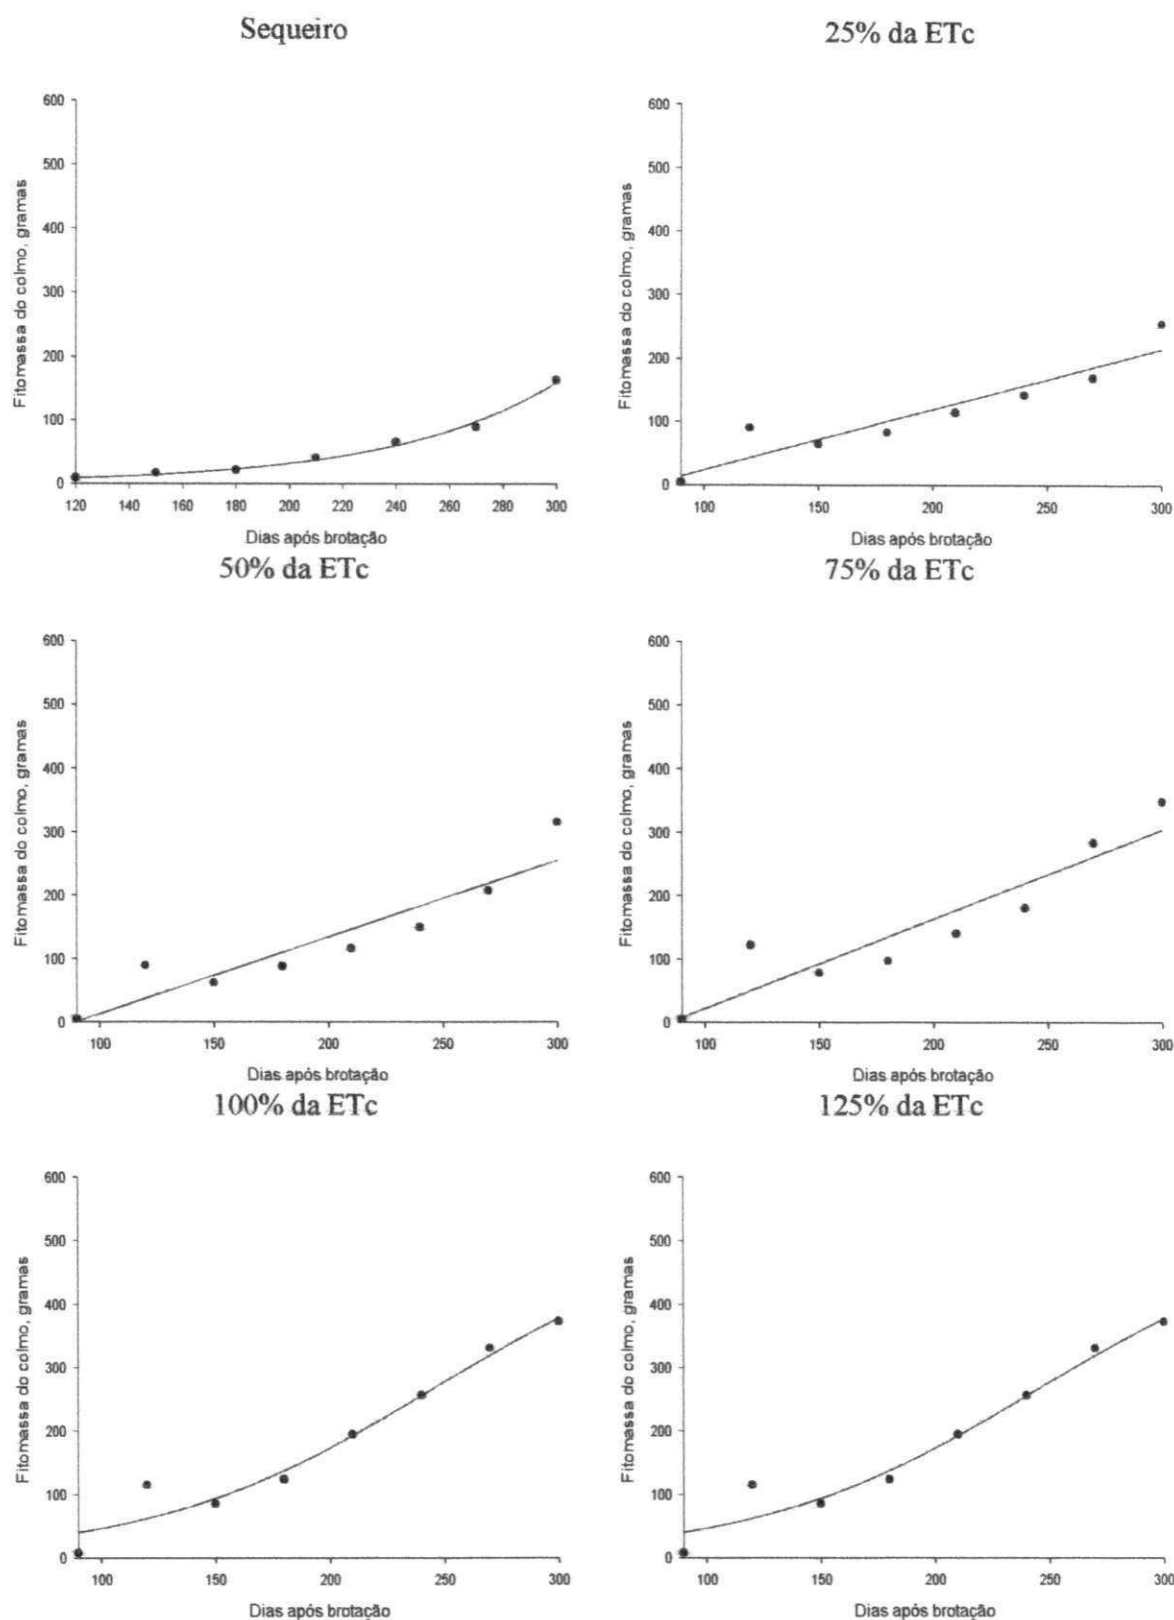 Sequeiro
600
500
400
300
200
100
0
Fitomassa do colmo, gramas
120 140 160 180 200 220 240 260 280 300
Dias após brotação
25% da ETc
600
500
400
300
200
100
0
Fitomassa do colmo, gramas
100 150 200 250 300
Dias após brotação
50% da ETc
600
500
400
300
200
100
0
Fitomassa do colmo, gramas
100 150 200 250 300
Dias após brotação
75% da ETc
600
500
400
300
200
100
0
Fitomassa do colmo, gramas
100 150 200 250 300
Dias após brotação
100% da ETc
600
500
400
300
200
100
0
Fitomassa do colmo, gramas
100 150 200 250 300
Dias após brotação
125% da ETc
600
500
400
300
200
100
0
Fitomassa do colmo, gramas
100 150 200 250 300
Dias após brotação